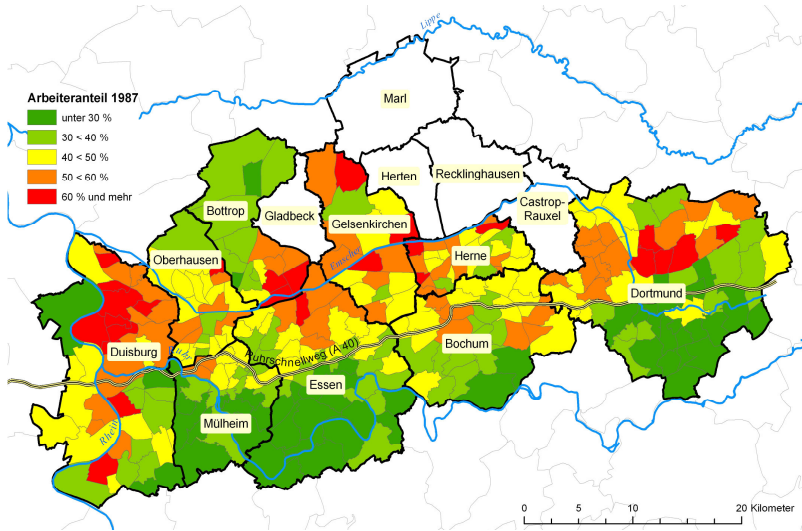 Lippe
Arbeiteranteil 1987
unter 30 %
30 < 40 %
40 < 50 %
50 < 60 %
60 % und mehr
Marl
Herten
Recklinghausen
Castrop-
Rauxel
Bottrop
Gladbeck
Gelsenkirchen
Oberhausen
Emscher
Herne
Dortmund
Duisburg
Ruhr
Ruhrschnellweg (A 40)
Bochum
Essen
Mülheim
Rhein
0 5 10 20 Kilometer